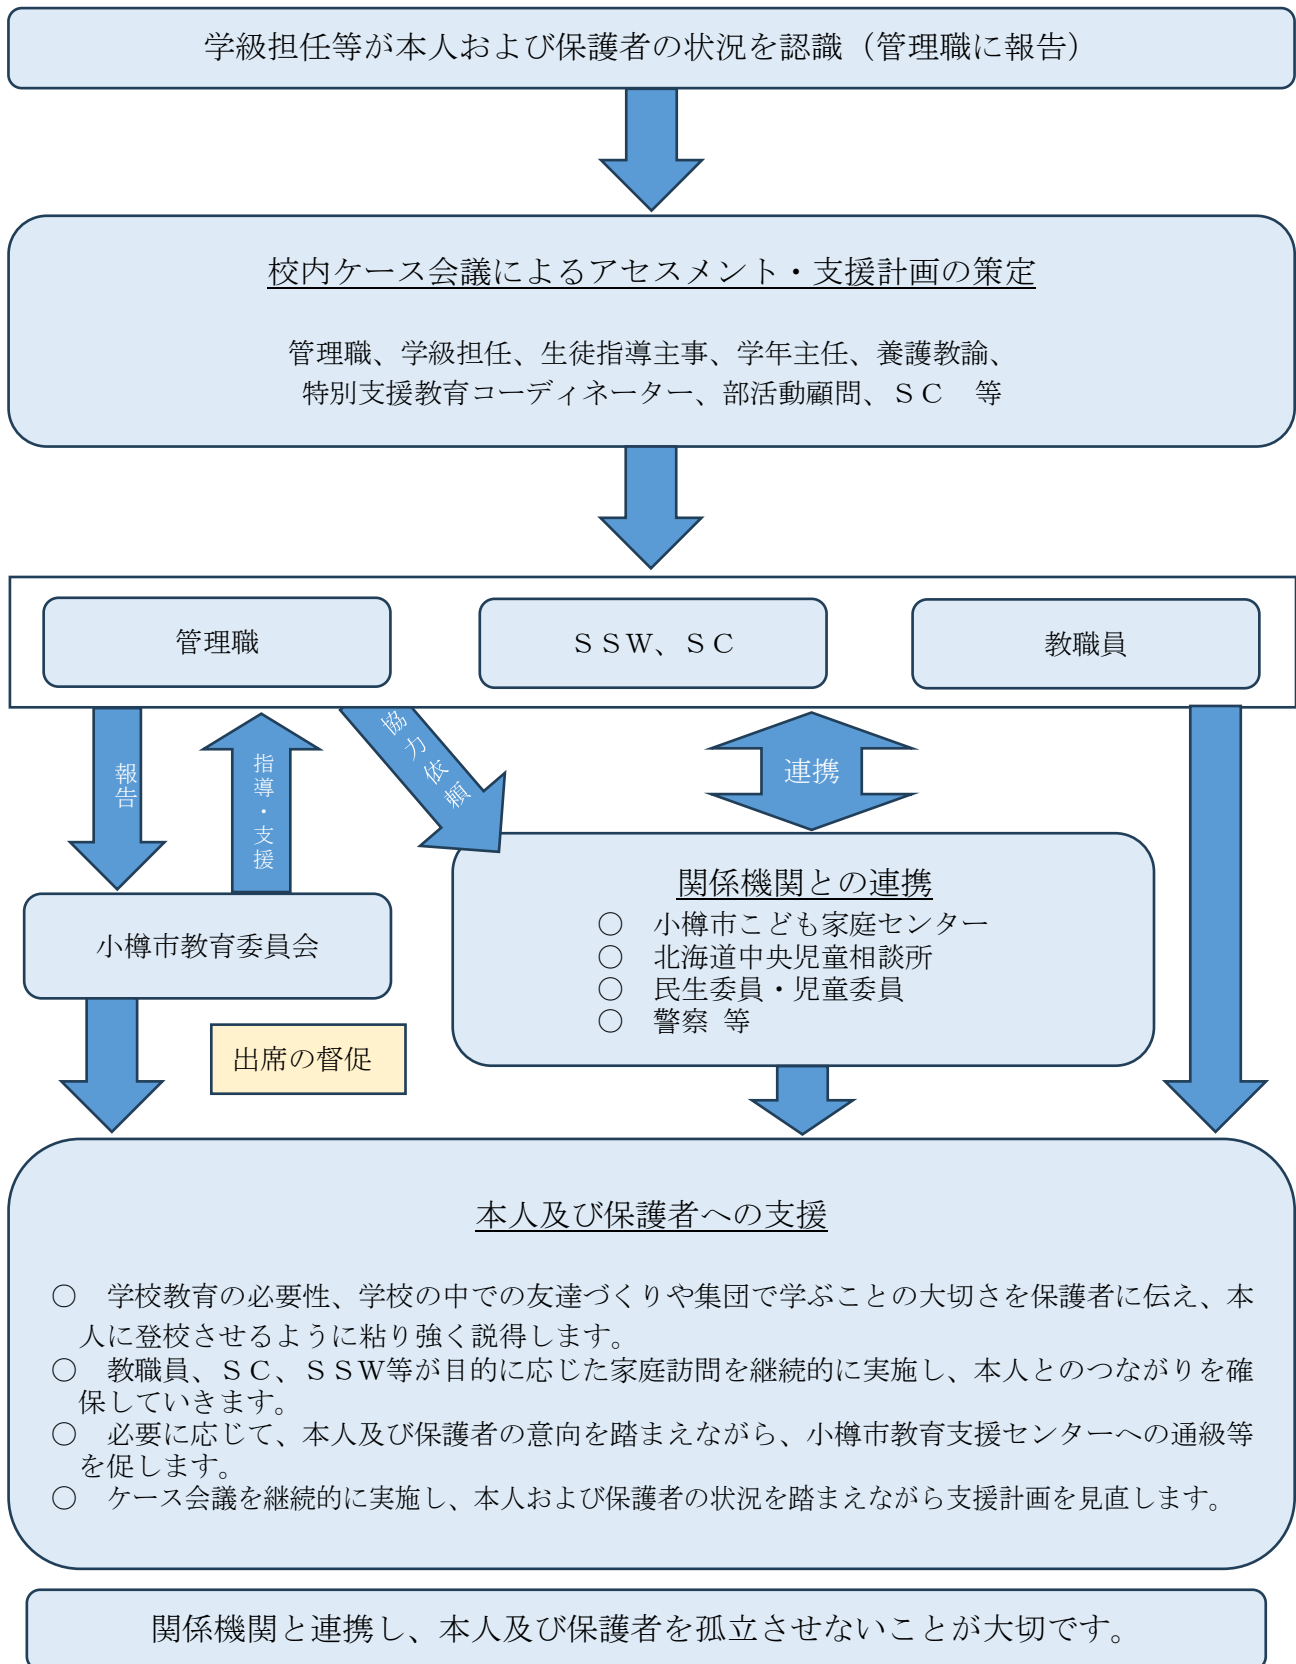 学級担任等が本人および保護者の状況を認識（管理職に報告）
校内ケース会議によるアセスメント・支援計画の策定
管理職、学級担任、生徒指導主事、学年主任、養護教諭、
特別支援教育コーディネーター、部活動顧問、ＳＣ　等
管理職
ＳＳＷ、ＳＣ
教職員
報告
指導・支援
協力依頼
連携
小樽市教育委員会
出席の督促
関係機関との連携
○　小樽市こども家庭センター
○　北海道中央児童相談所
○　民生委員・児童委員
○　警察 等
本人及び保護者への支援
○　学校教育の必要性、学校の中での友達づくりや集団で学ぶことの大切さを保護者に伝え、本
人に登校させるように粘り強く説得します。
○　教職員、ＳＣ、ＳＳＷ等が目的に応じた家庭訪問を継続的に実施し、本人とのつながりを確
保していきます。
○　必要に応じて、本人及び保護者の意向を踏まえながら、小樽市教育支援センターへの通級等
を促します。
○　ケース会議を継続的に実施し、本人および保護者の状況を踏まえながら支援計画を見直します。
関係機関と連携し、本人及び保護者を孤立させないことが大切です。